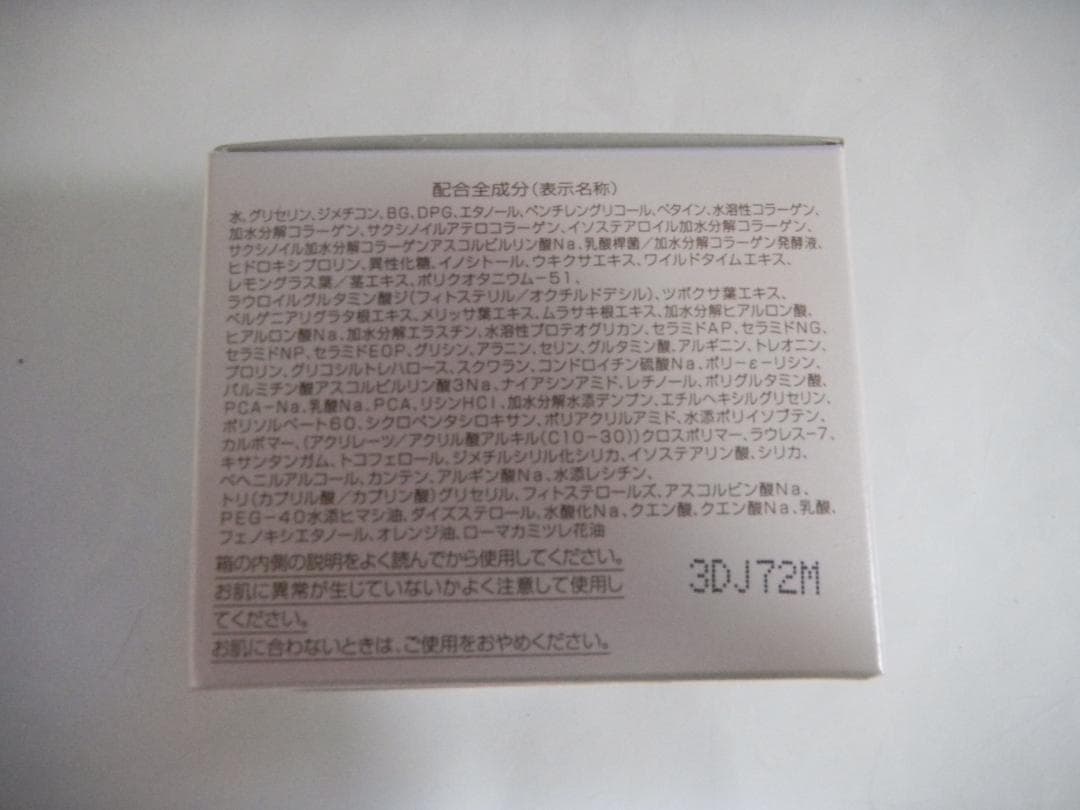 配合全成分(表示名称)
水、グリセリン、ジメチコン、BG、DPG、エタノール、ペンチレングリコール、ベタイン、水溶性コラーゲン、
加水分解コラーゲン、サクシノイルアテロコラーゲン、イソステアロイル加水分解コラーゲン、
サクシノイル加水分解コラーゲンアスコルビルリン酸Na、乳酸桿菌/加水分解コラーゲン発酵液、
ヒドロキシプロリン、異性化糖、イノシトール、ウキクサエキス、ワイルドタイムエキス、
レモングラス葉/茎エキス、ポリクオタニウム-51、
ラウロイルグルタミン酸ジ(フィトステリル/オクチルドデシル)、ツボクサ葉エキス、
ベルゲニアリグラタ根エキス、メリッサ葉エキス、ムラサキ根エキス、加水分解ヒアルロン酸、
ヒアルロン酸Na、加水分解エラスチン、水溶性プロテオグリカン、セラミドAP、セラミドNG、
セラミドNP、セラミドEOP、グリシン、アラニン、セリン、グルタミン酸、アルギニン、トレオニン、
プロリン、グリコシルトレハロース、スクワラン、コンドロイチン硫酸Na、ポリ-ε-リシン、
パルミチン酸アスコルビルリン酸3Na、ナイアシンアミド、レチノール、ポリグルタミン酸、
PCA-Na、乳酸Na、PCA、リシンHCl、加水分解水添デンプン、エチルヘキシルグリセリン、
ポリソルベート60、シクロペンタシロキサン、ポリアクリルアミド、水添ポリイソブテン、
カルボマー、(アクリレーツ/アクリル酸アルキル(C10-30))クロスポリマー、ラウレス-7、
キサンタンガム、トコフェロール、ジメチルシリル化シリカ、イソステアリン酸、シリカ、
ベヘニルアルコール、カンテン、アルギン酸Na、水添レシチン、
トリ(カプリル酸/カプリン酸)グリセリル、フィトステロールズ、アスコルビン酸Na、
PEG-40水添ヒマシ油、ダイズステロール、水酸化Na、クエン酸、クエン酸Na、乳酸、
フェノキシエタノール、オレンジ油、ローマカミツレ花油
箱の内側の説明をよく読んでから使用してください。
お肌に異常が生じていないかよく注意して使用し
てください。
お肌に合わないときは、ご使用をおやめください。
3DJ72M